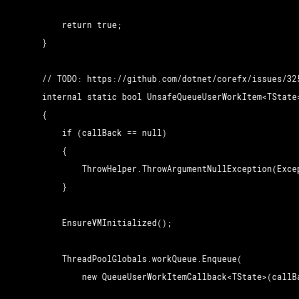 return true;
}
// TODO: https://github.com/dotnet/corefx/issues/325
internal static bool UnsafeQueueUserWorkItem<TState>
{
if (callBack == null)
{
ThrowHelper.ThrowArgumentNullException(Excep
}
EnsureVMInitialized();
ThreadPoolGlobals.workQueue.Enqueue(
new QueueUserWorkItemCallback<TState>(callBa